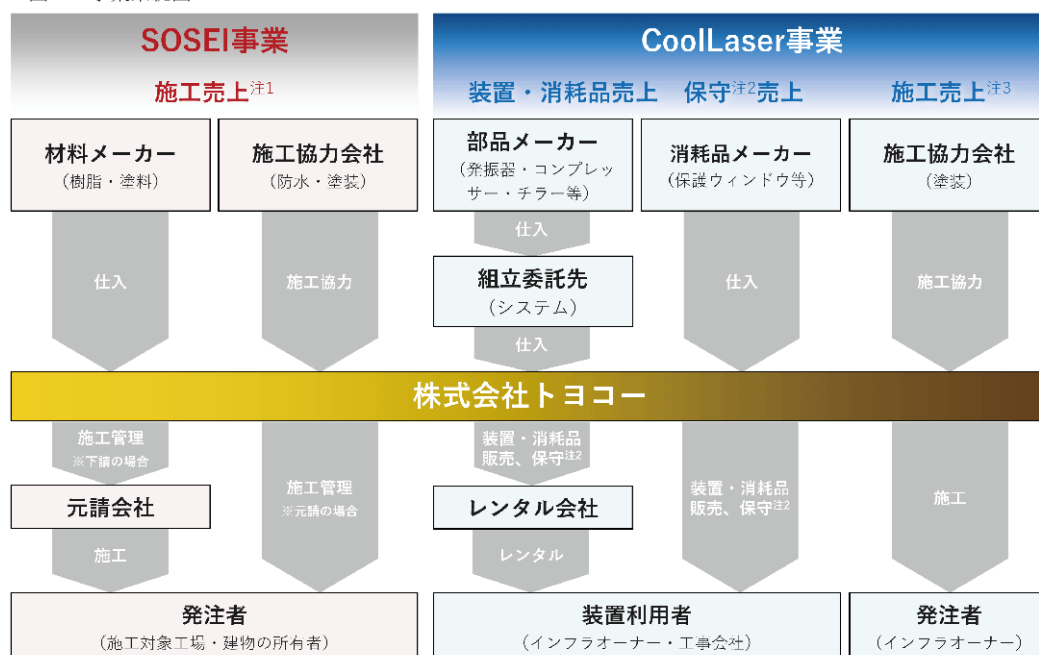 SOSEI事業
施工売上注1
CoolLaser事業
装置・消耗品売上 保守注2売上 施工売上注3
材料メーカー
(樹脂・塗料)
施工協力会社
(防水・塗装)
部品メーカー
(発振器・コンプレッ
サー・チラー等)
消耗品メーカー
(保護ウィンドウ等)
施工協力会社
(塗装)
仕入
施工協力
仕入
組立委託先
(システム)
仕入
仕入
施工協力
株式会社トヨコー
施工管理
※下請の場合
元請会社
施工
施工管理
※元請の場合
装置・消耗品
販売、保守注2
レンタル会社
レンタル
装置・消耗品
販売、保守注2
施工
発注者
(施工対象工場・建物の所有者)
装置利用者
(インフラオーナー・工事会社)
発注者
(インフラオーナー)